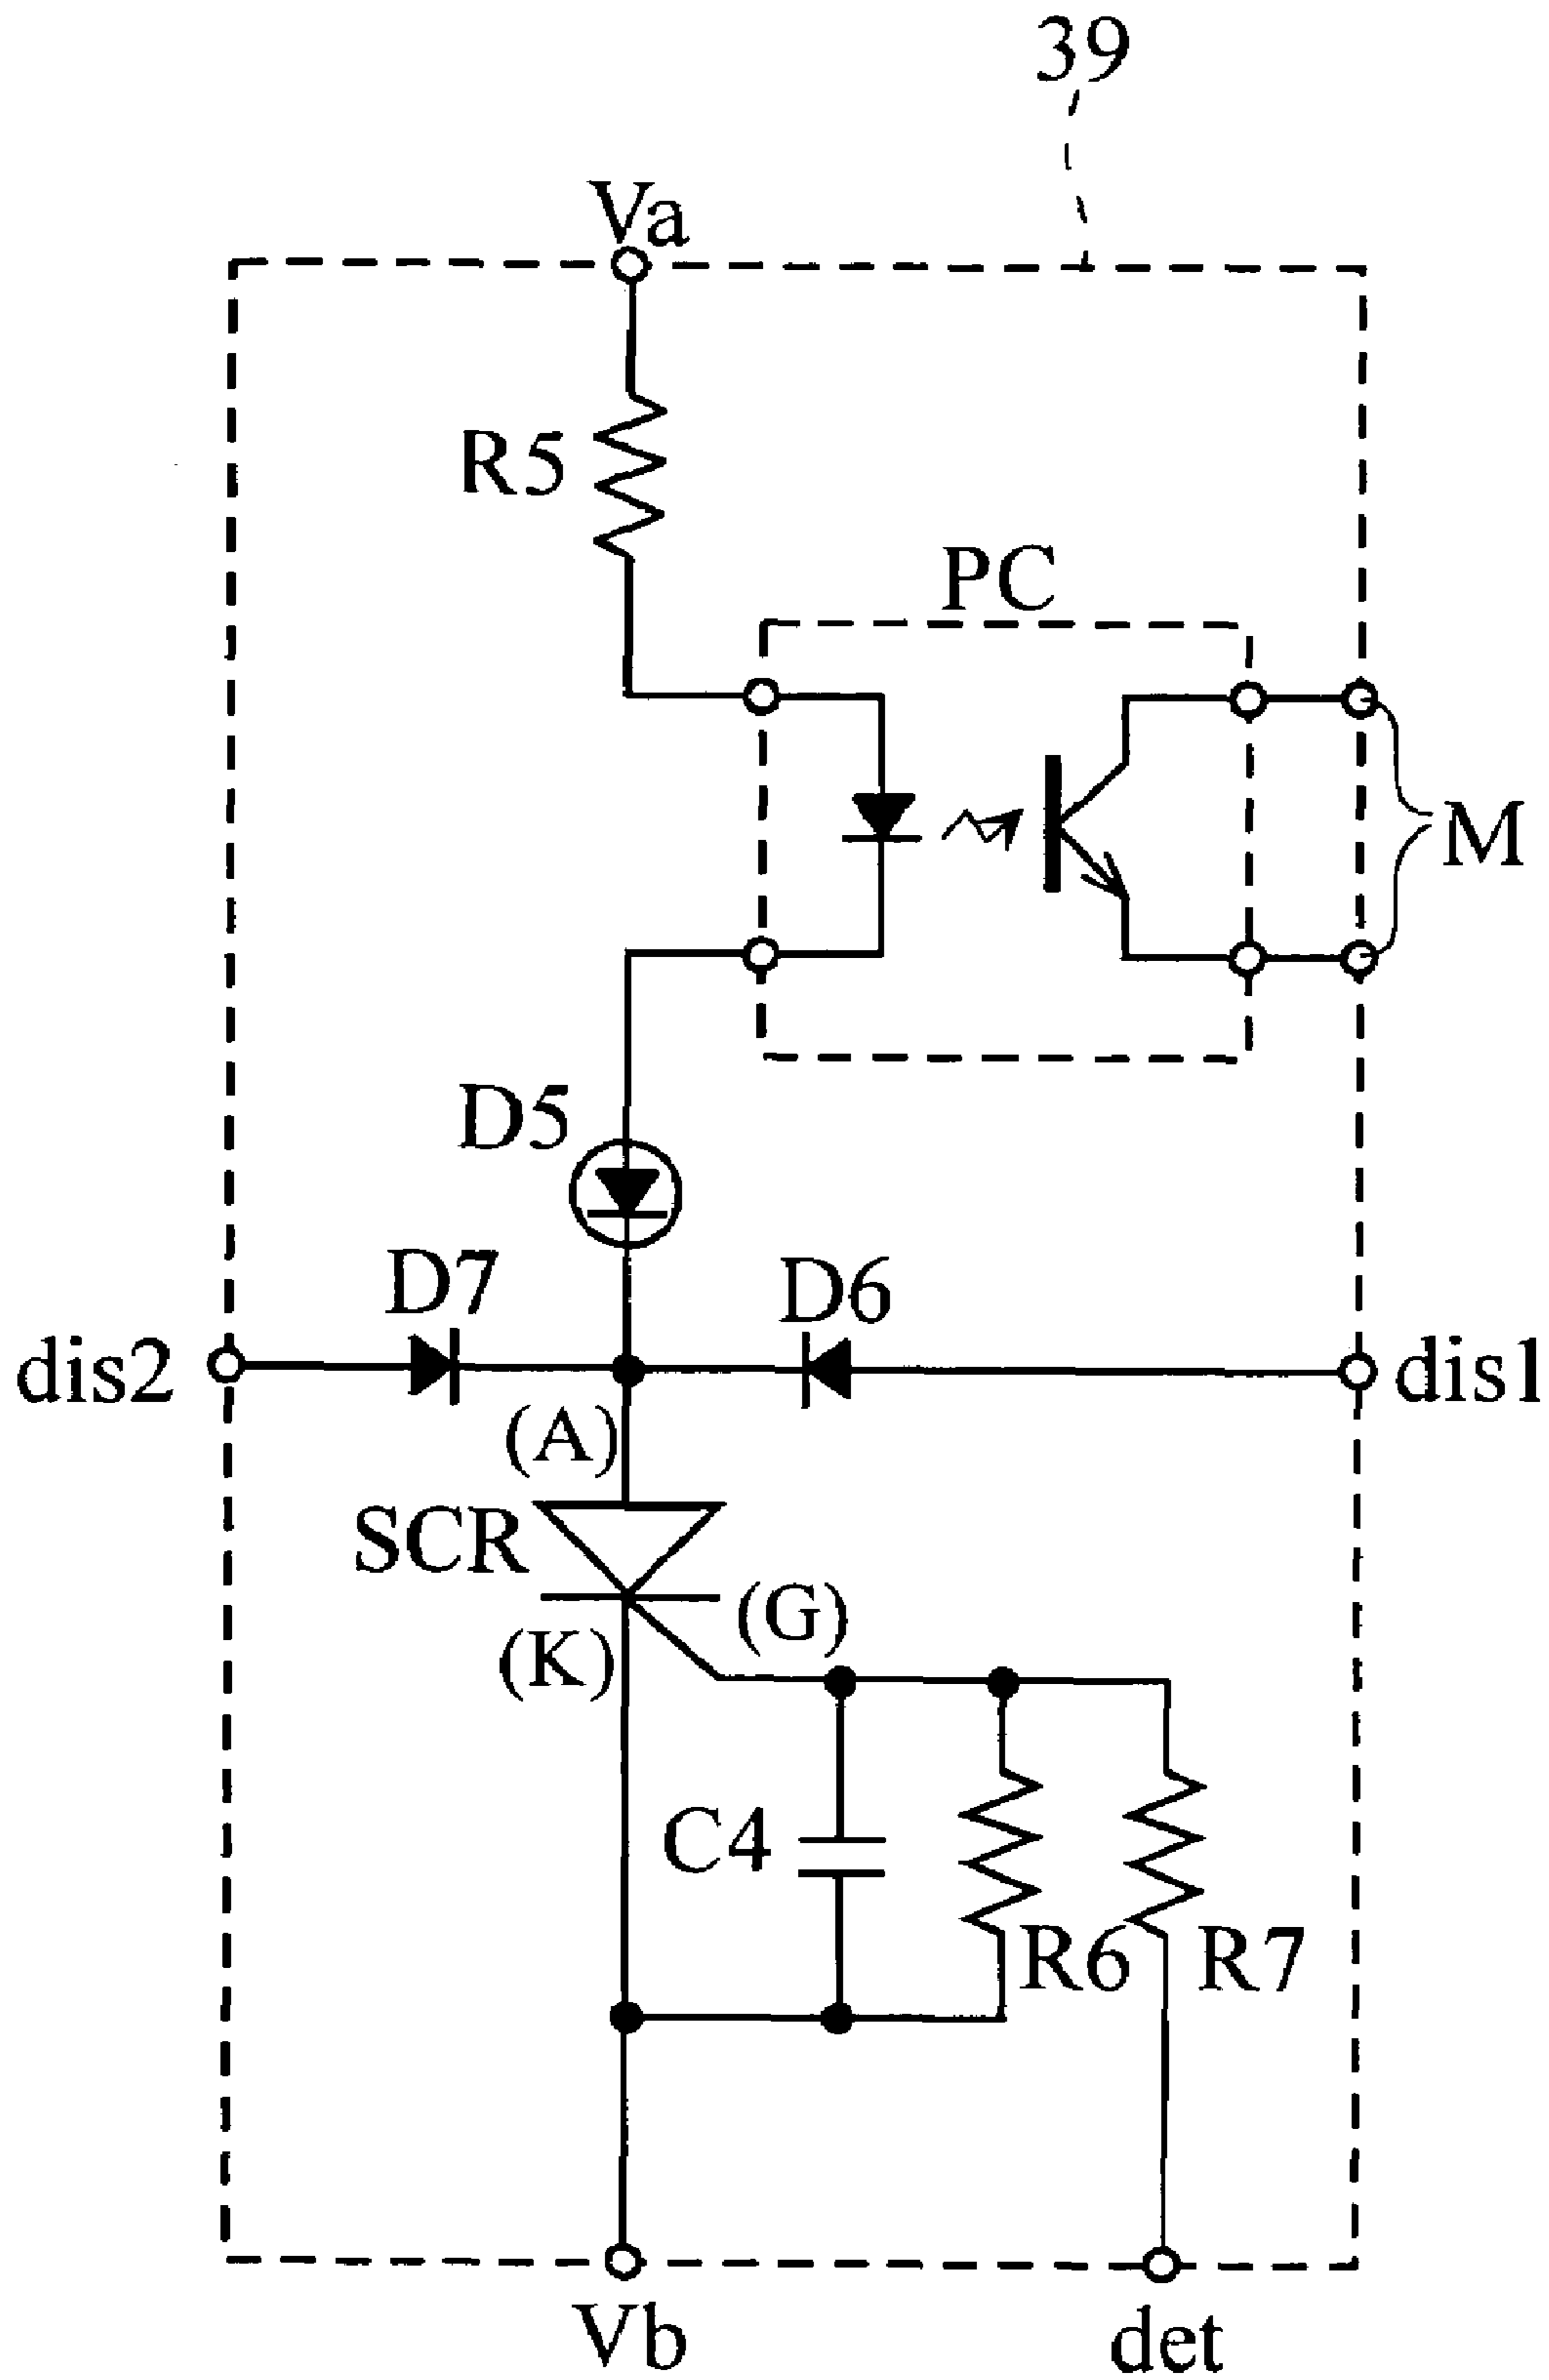 39
Va
R5
PC
M
D5
D7
D6
dis2
dis1
(A)
SCR
(G)
(K)
C4
R6
R7
Vb
det